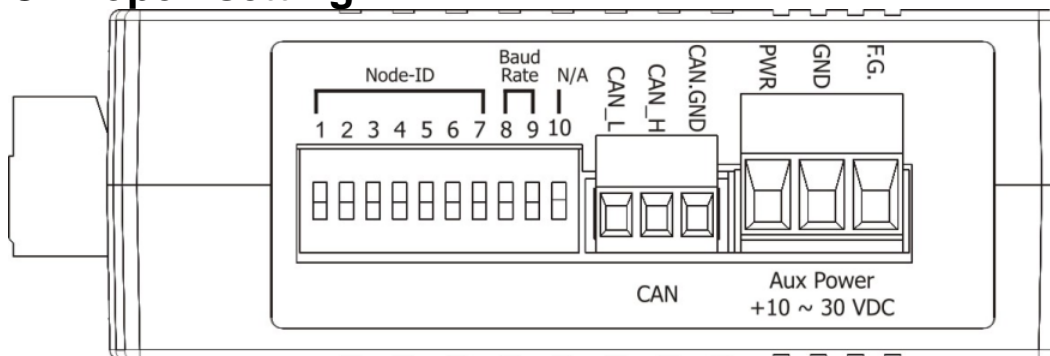 Node-ID
Baud
Rate
N/A
1 2 3 4 5 6 7 8 9 10
CAN_L
CAN_H
CAN.GND
PWR
GND
F.G.
CAN
Aux Power
+10 ~ 30 VDC